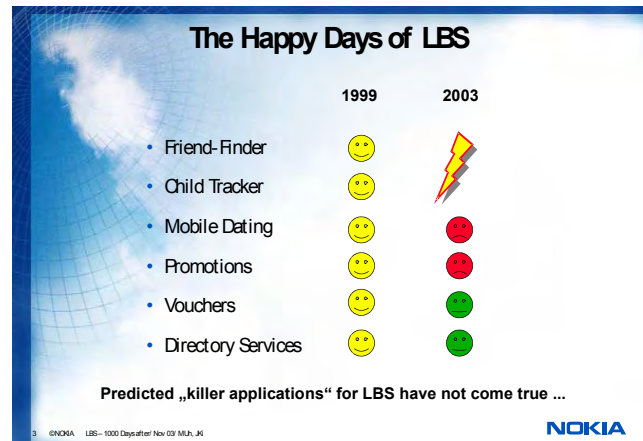 The Happy Days of LBS
1999 2003
• Friend-Finder
• Child Tracker
• Mobile Dating
• Promotions
• Vouchers
• Directory Services
Predicted „killer applications“ for LBS have not come true ...
3 ©NOKIA LBS – 1000 Days after/ Nov 03/ MUh, JKi
NOKIA